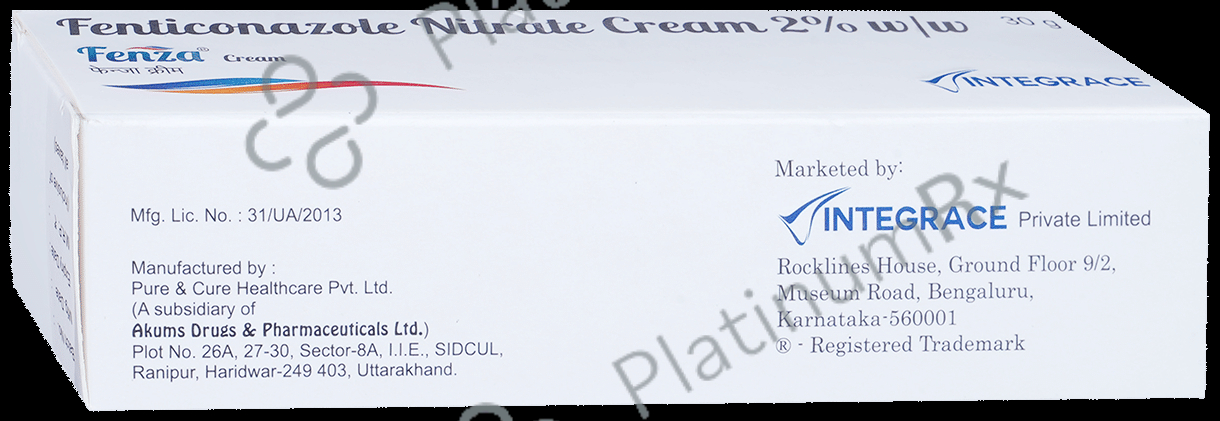 Fenticonazole Nitrate Cream 2% w/w 30 g
Fenza® Cream
फेन्जा क्रीम
INTEGRACE
Mfg. Lic. No. : 31/UA/2013
Manufactured by :
Pure & Cure Healthcare Pvt. Ltd.
(A subsidiary of
Akums Drugs & Pharmaceuticals Ltd.)
Plot No. 26A, 27-30, Sector-8A, I.I.E., SIDCUL,
Ranipur, Haridwar-249 403, Uttarakhand.
Marketed by:
INTEGRACE Private Limited
Rocklines House, Ground Floor 9/2,
Museum Road, Bengaluru,
Karnataka-560001
® - Registered Trademark
PlatinumRx